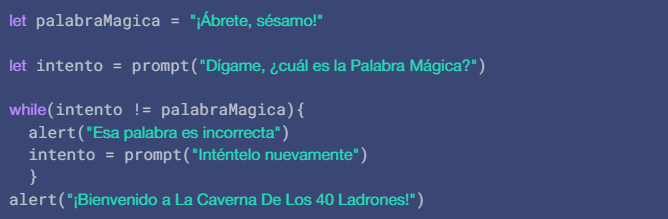 let palabraMagica = "¡Ábrete, sésamo!"
let intento = prompt("Dígame, ¿cuál es la Palabra Mágica?")
while(intento != palabraMagica){
alert("Esa palabra es incorrecta")
intento = prompt("Inténtelo nuevamente")
}
alert("¡Bienvenido a La Caverna De Los 40 Ladrones!")